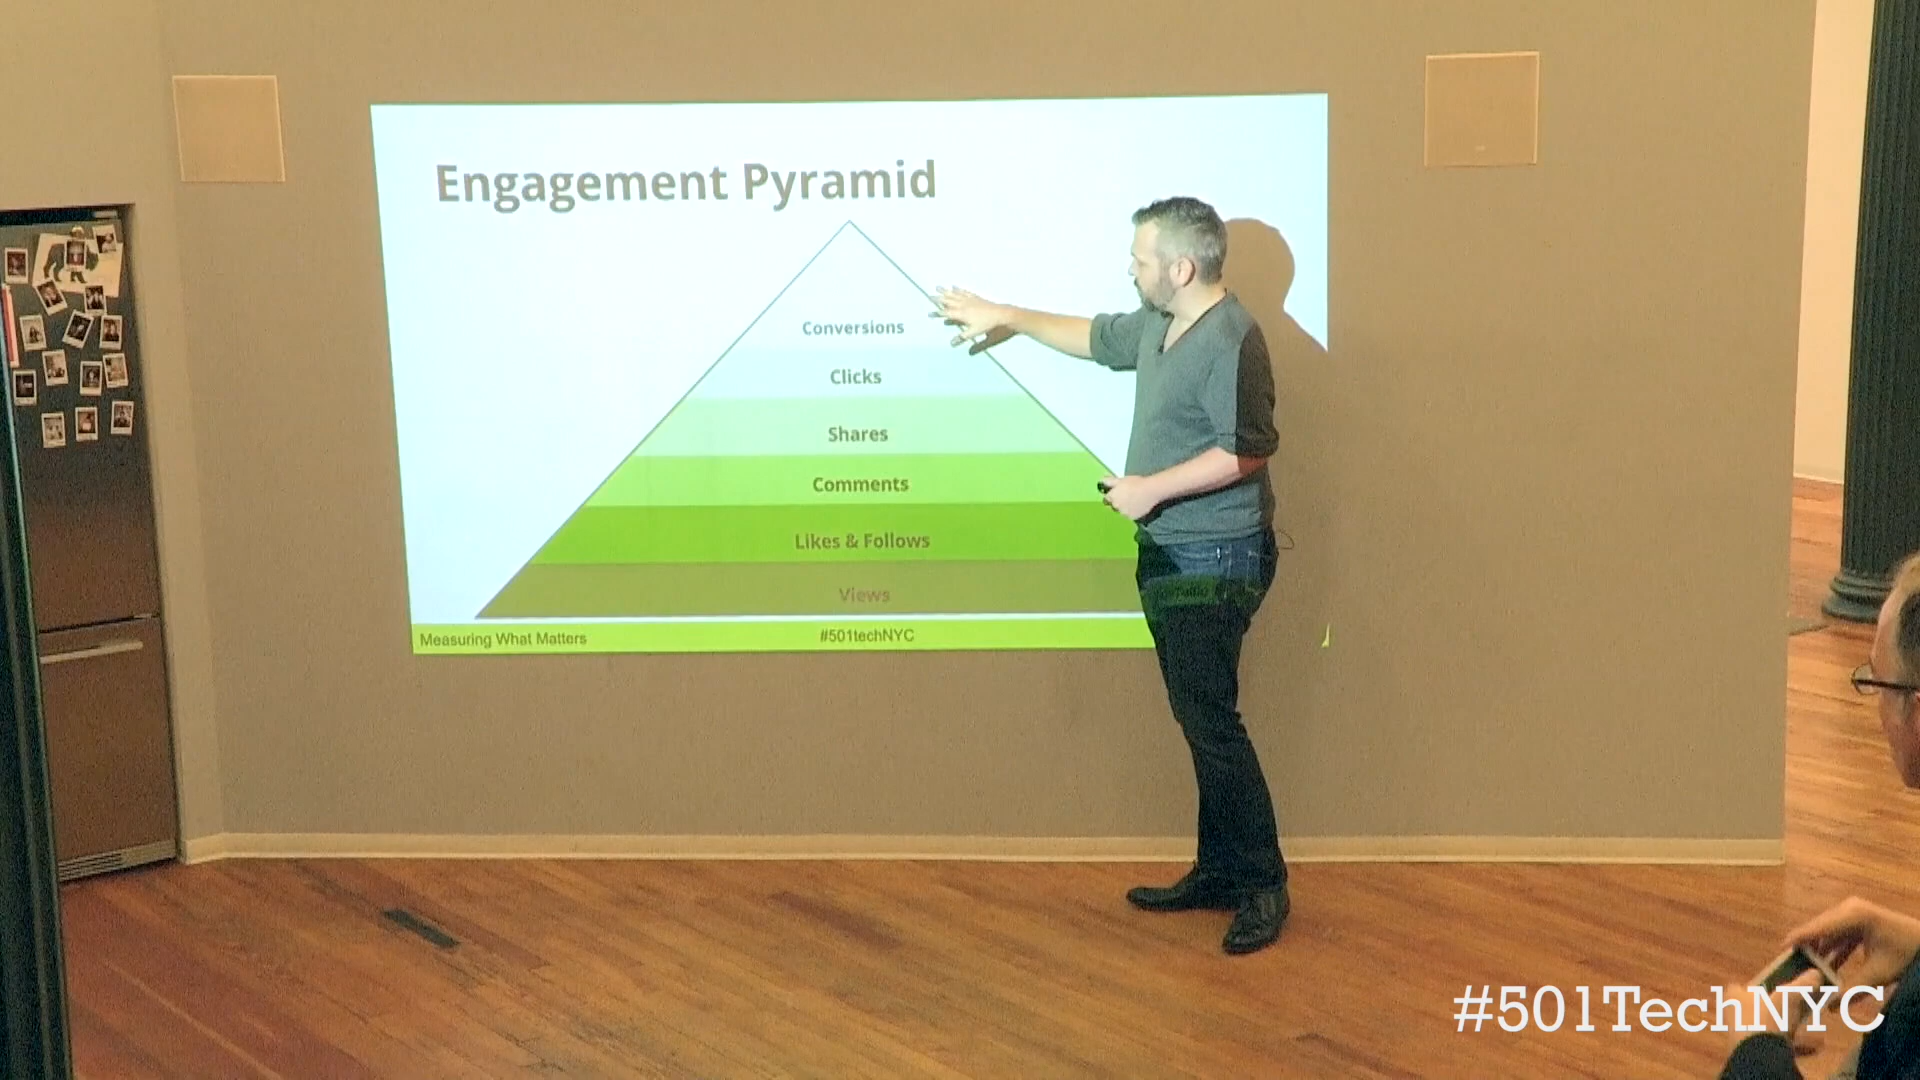 Engagement Pyramid
Conversions
Clicks
Shares
Comments
Likes & Follows
Views
Measuring What Matters
#501techNYC
#501TechNYC